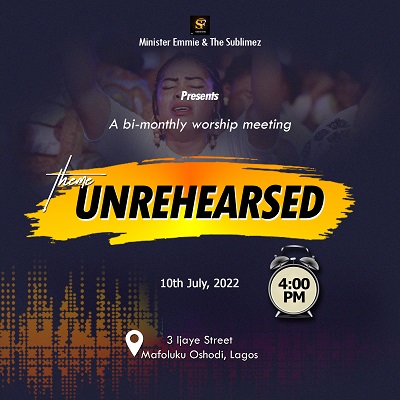 Minister Emmie & The Sublimez
Presents
A bi-monthly worship meeting
theme
UNREHEARSED
10th July, 2022
4:00
PM
3 Ijaye Street
Mafoluku Oshodi, Lagos